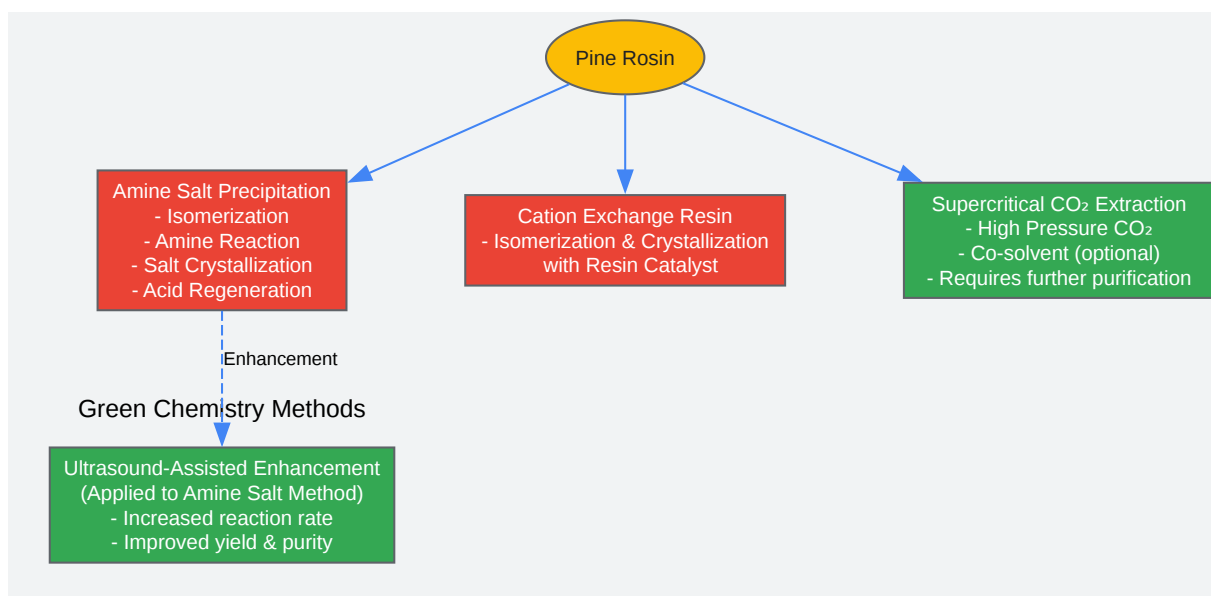 Pine Rosin
Amine Salt Precipitation
- Isomerization
- Amine Reaction
- Salt Crystallization
- Acid Regeneration
Cation Exchange Resin
- Isomerization & Crystallization
with Resin Catalyst
Supercritical CO₂ Extraction
- High Pressure CO₂
- Co-solvent (optional)
- Requires further purification
Enhancement
Green Chemistry Methods
Ultrasound-Assisted Enhancement
(Applied to Amine Salt Method)
- Increased reaction rate
- Improved yield & purity